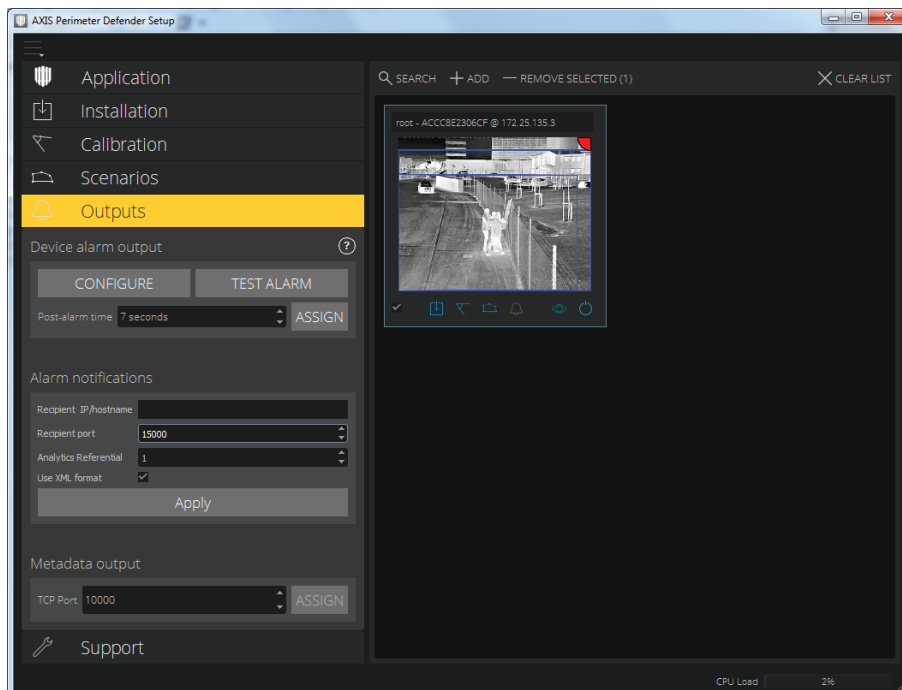 AXIS Perimeter Defender Setup
Application
Installation
Calibration
Scenarios
Outputs
Device alarm output ?
CONFIGURE TEST ALARM
Post-alarm time 7 seconds ASSIGN
Alarm notifications
Recipient IP/hostname
Recipient port 15000
Analytics Referential 1
Use XML format
Apply
Metadata output
TCP Port 10000 ASSIGN
Support
SEARCH ADD REMOVE SELECTED (1) CLEAR LIST
root - ACCC8E2306CF @ 172.25.135.3
CPU Load 2%